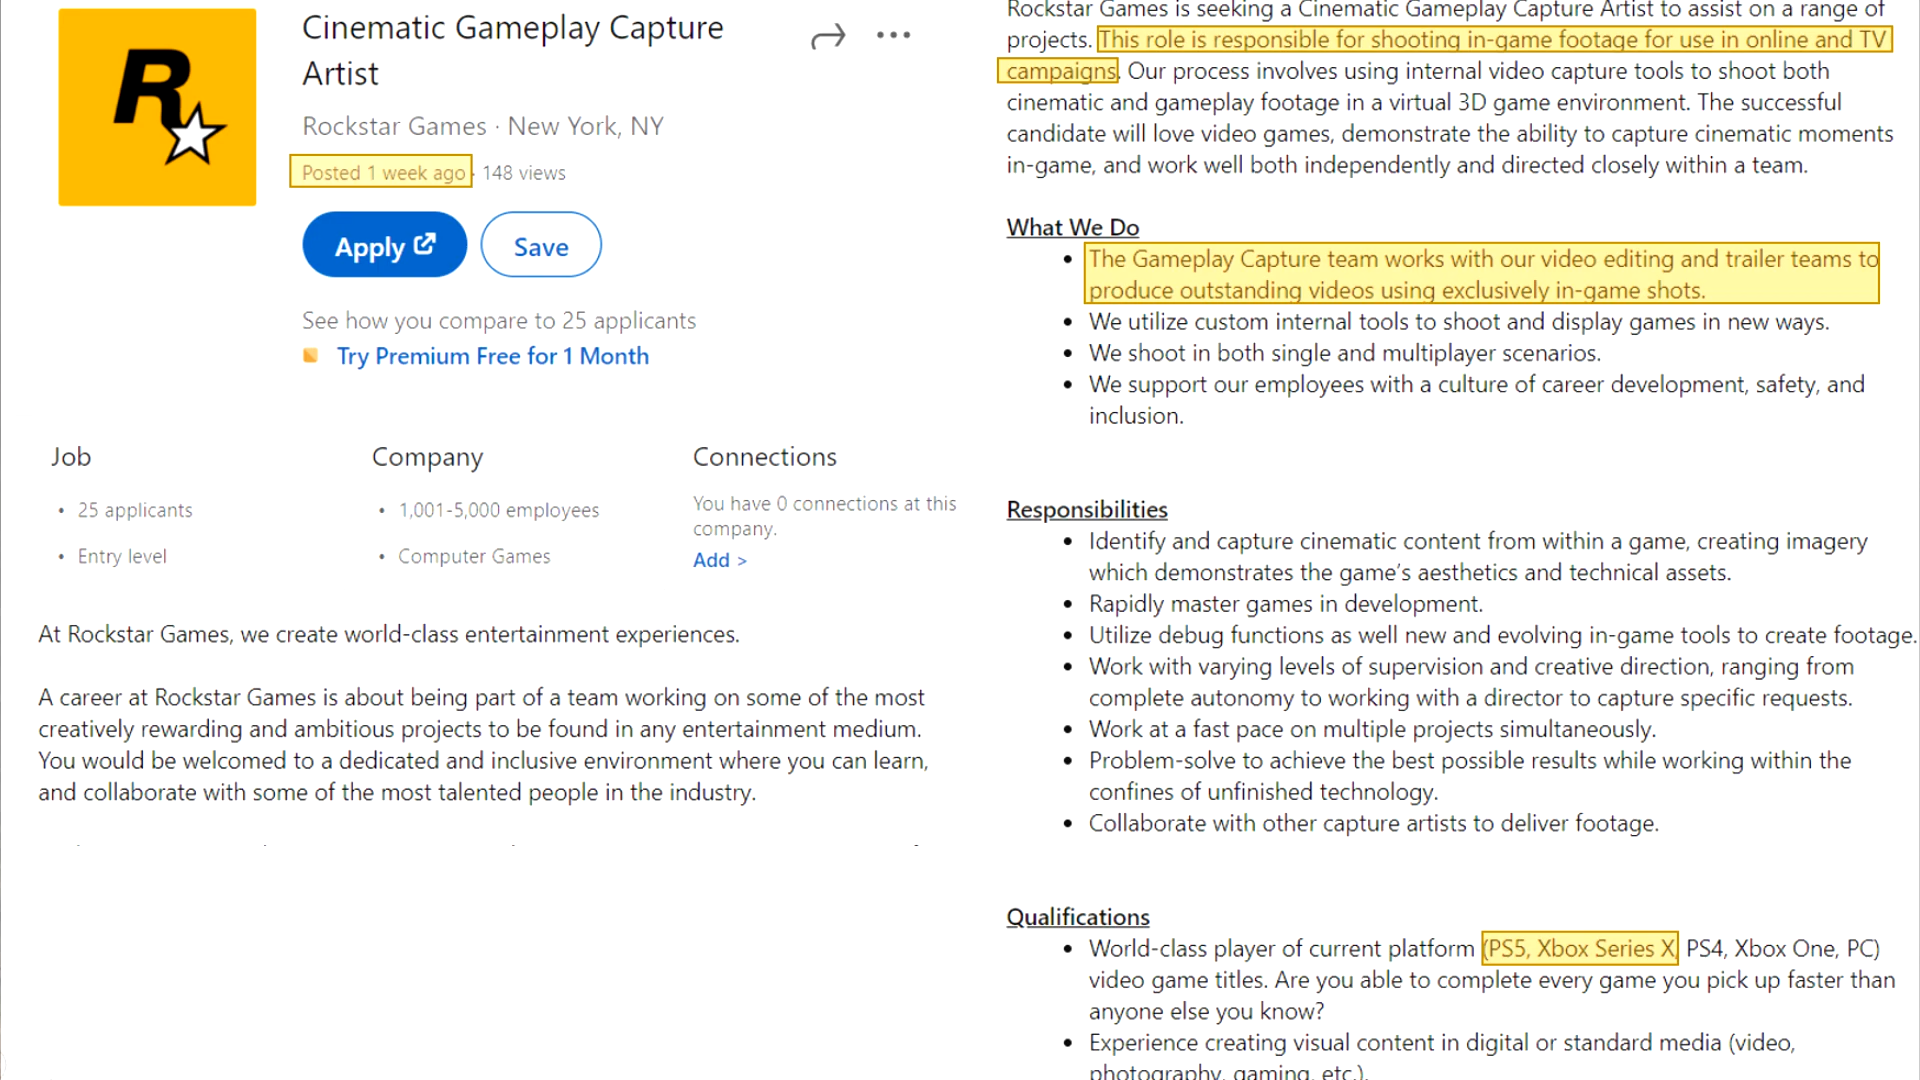 R
Cinematic Gameplay Capture
Artist
Rockstar Games · New York, NY
Posted 1 week ago · 148 views
Apply
Save
See how you compare to 25 applicants
Try Premium Free for 1 Month
Job
• 25 applicants
• Entry level
Company
• 1,001-5,000 employees
• Computer Games
Connections
You have 0 connections at this
company.
Add >
At Rockstar Games, we create world-class entertainment experiences.
A career at Rockstar Games is about being part of a team working on some of the most
creatively rewarding and ambitious projects to be found in any entertainment medium.
You would be welcomed to a dedicated and inclusive environment where you can learn,
and collaborate with some of the most talented people in the industry.
Rockstar Games is seeking a Cinematic Gameplay Capture Artist to assist on a range of
projects. This role is responsible for shooting in-game footage for use in online and TV
campaigns. Our process involves using internal video capture tools to shoot both
cinematic and gameplay footage in a virtual 3D game environment. The successful
candidate will love video games, demonstrate the ability to capture cinematic moments
in-game, and work well both independently and directed closely within a team.
What We Do
• The Gameplay Capture team works with our video editing and trailer teams to
produce outstanding videos using exclusively in-game shots.
• We utilize custom internal tools to shoot and display games in new ways.
• We shoot in both single and multiplayer scenarios.
• We support our employees with a culture of career development, safety, and
inclusion.
Responsibilities
• Identify and capture cinematic content from within a game, creating imagery
which demonstrates the game's aesthetics and technical assets.
• Rapidly master games in development.
• Utilize debug functions as well new and evolving in-game tools to create footage.
• Work with varying levels of supervision and creative direction, ranging from
complete autonomy to working with a director to capture specific requests.
• Work at a fast pace on multiple projects simultaneously.
• Problem-solve to achieve the best possible results while working within the
confines of unfinished technology.
• Collaborate with other capture artists to deliver footage.
Qualifications
• World-class player of current platform (PS5, Xbox Series X, PS4, Xbox One, PC)
video game titles. Are you able to complete every game you pick up faster than
anyone else you know?
• Experience creating visual content in digital or standard media (video,
photography, gaming, etc.).